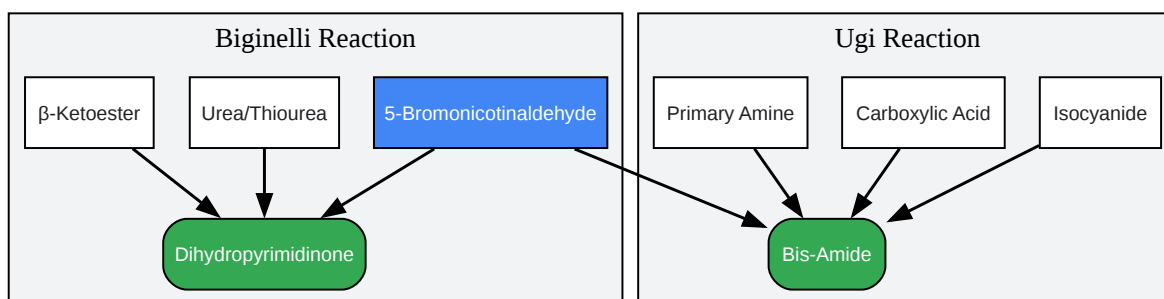 Biginelli Reaction
Ugi Reaction
β-Ketoester
Urea/Thiourea
5-Bromonicotinaldehyde
Primary Amine
Carboxylic Acid
Isocyanide
Dihydropyrimidinone
Bis-Amide